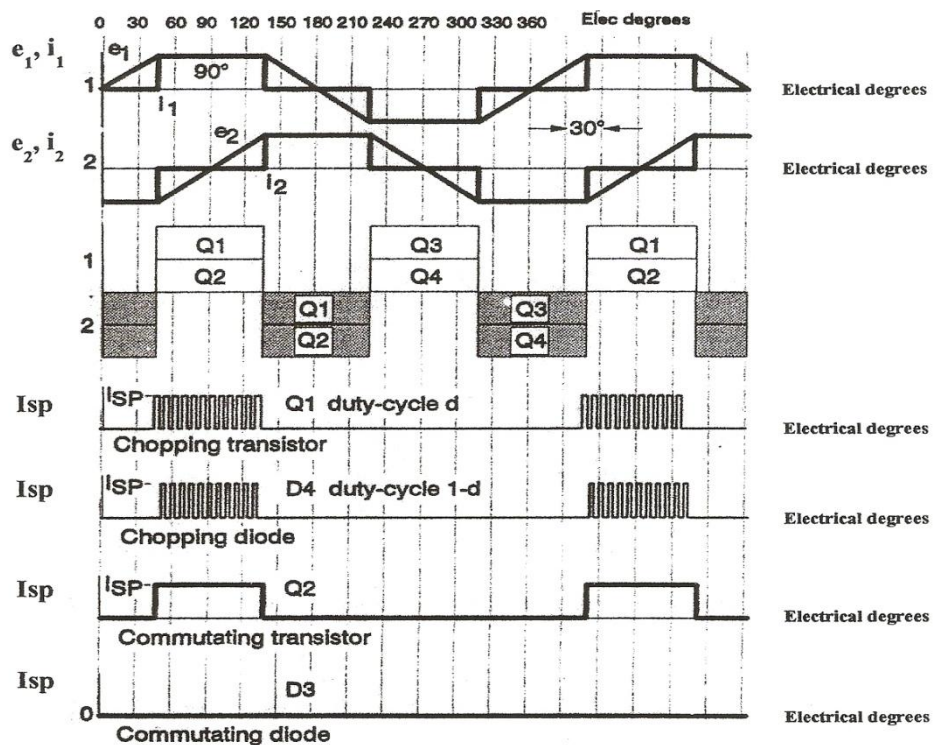 0 30 60 90 120 150 180 210 240 270 300 330 360 Elec degrees
e1, i1
e1
90°
1
i1
Electrical degrees
e2
30°
e2, i2
2
i2
Electrical degrees
Q1 Q3 Q1
1
Q2 Q4 Q2
Q1 Q3
2
Q2 Q4
Isp
ISP
Q1 duty-cycle d
Electrical degrees
Chopping transistor
Isp
ISP
D4 duty-cycle 1-d
Electrical degrees
Chopping diode
Isp
ISP
Q2
Electrical degrees
Commutating transistor
Isp
D3
0
Electrical degrees
Commutating diode